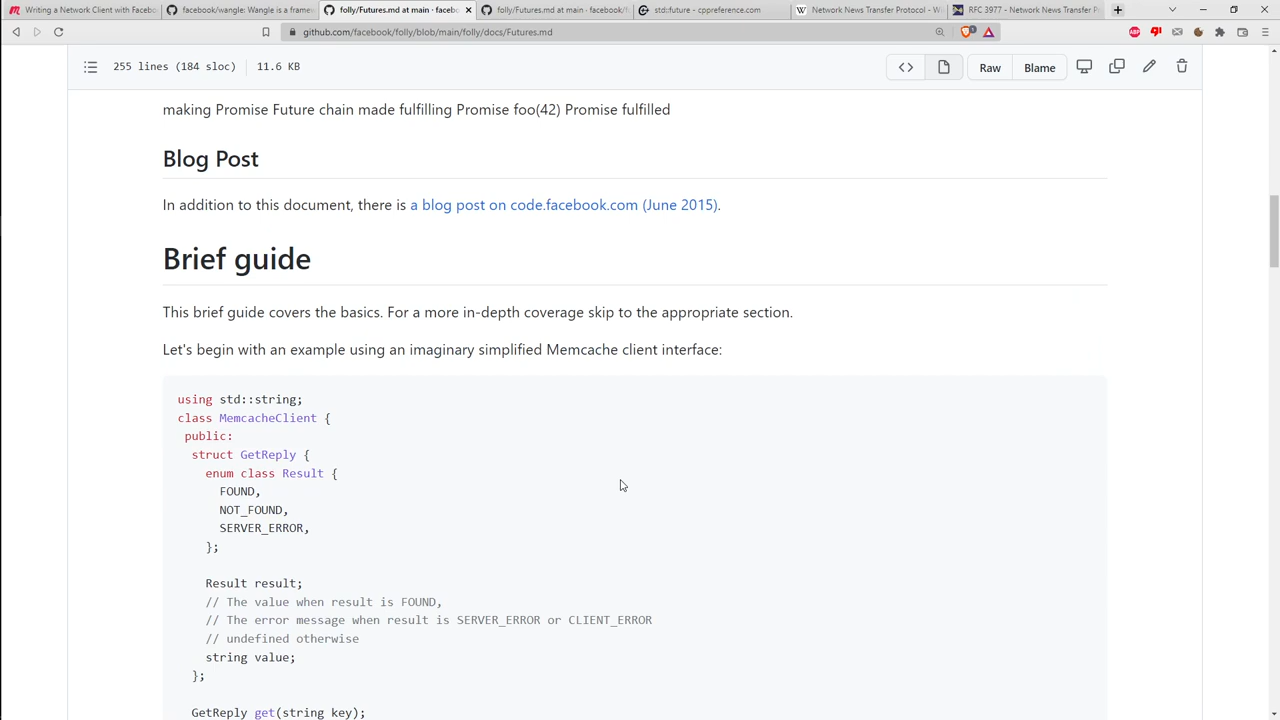 Writing a Network Client with Facebo
facebook/wangle: Wangle is a frame
folly/Futures.md at main · facebo
folly/Futures.md at main · facebook/f
std::future - cppreference.com
Network News Transfer Protocol - Wi
RFC 3977 - Network News Transfer P
github.com/facebook/folly/blob/main/folly/docs/Futures.md
255 lines (184 sloc) 11.6 KB
Raw
Blame
making Promise Future chain made fulfilling Promise foo(42) Promise fulfilled
Blog Post
In addition to this document, there is a blog post on code.facebook.com (June 2015).
Brief guide
This brief guide covers the basics. For a more in-depth coverage skip to the appropriate section.
Let's begin with an example using an imaginary simplified Memcache client interface:
using std::string;
class MemcacheClient {
public:
struct GetReply {
enum class Result {
FOUND,
NOT_FOUND,
SERVER_ERROR,
};
Result result;
// The value when result is FOUND,
// The error message when result is SERVER_ERROR or CLIENT_ERROR
// undefined otherwise
string value;
};
GetReply get(string key);